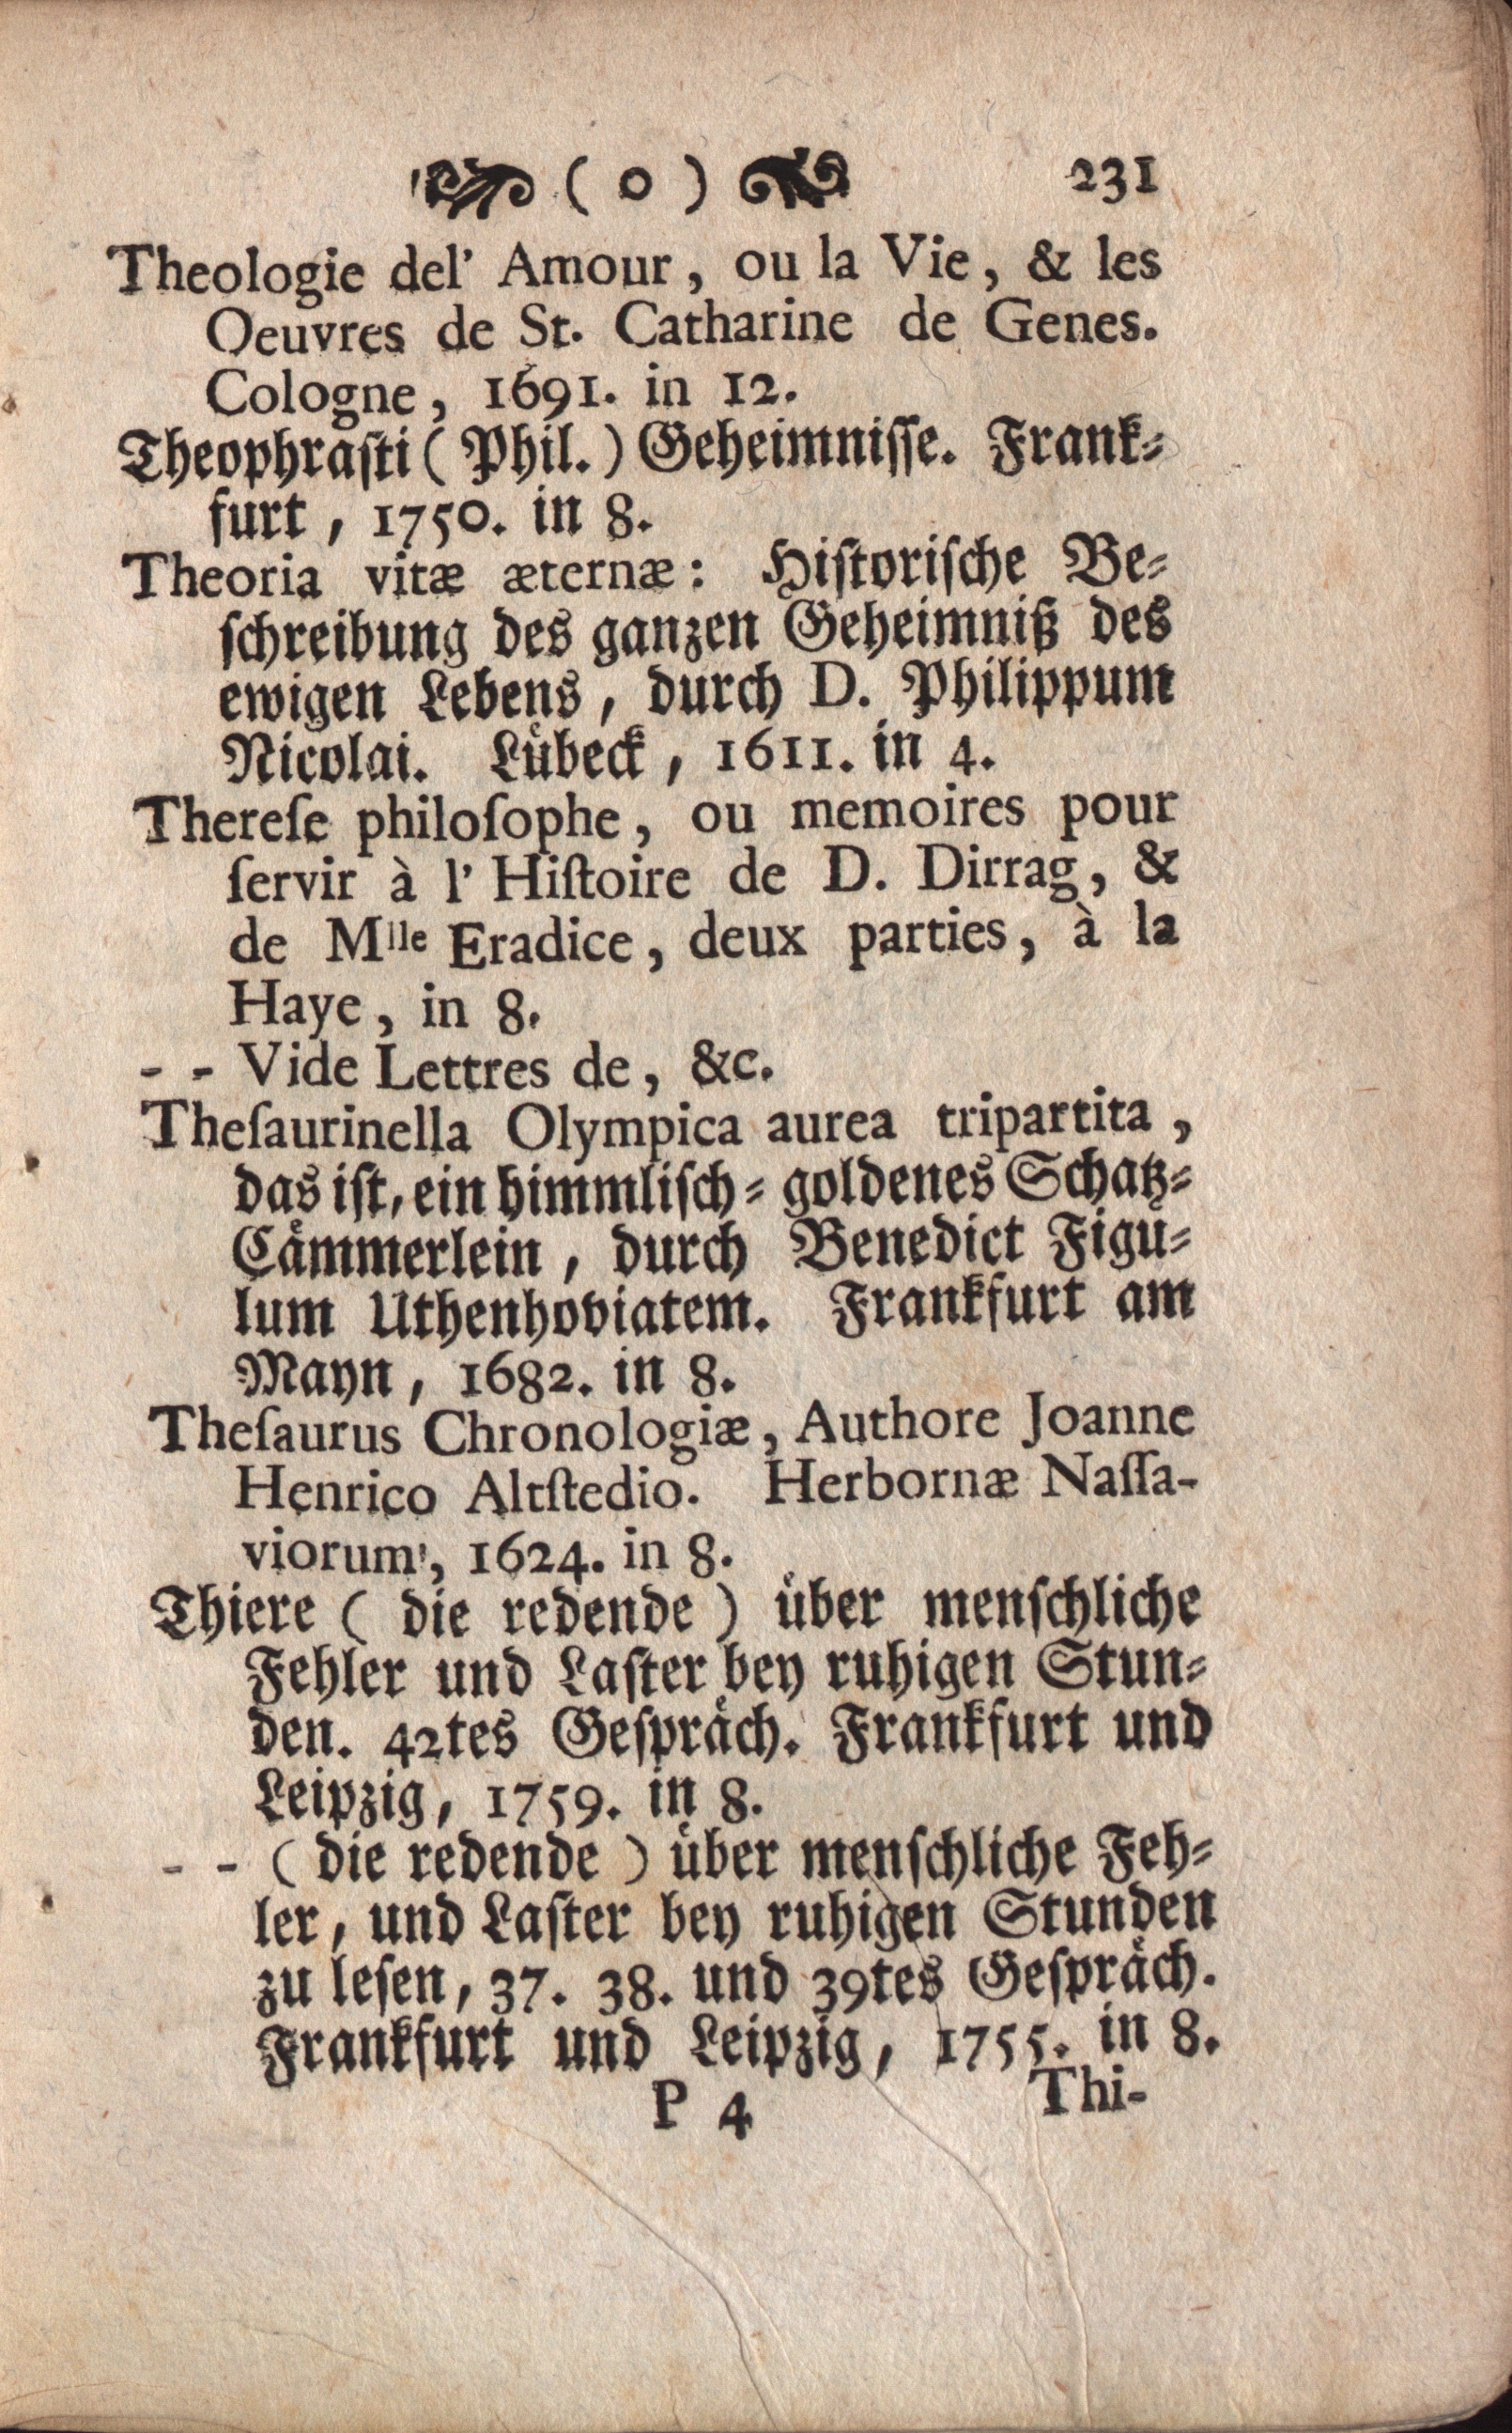 ( o ) 231
Theologie del' Amour, ou la Vie, & les
Oeuvres de St. Catharine de Genes.
Cologne, 1691. in 12.
Theophraſti (Phil.) Geheimniſſe. Frank⸗
furt, 1750. in 8.
Theoria vitæ æternæ: Hiſtoriſche Be⸗
ſchreibung des ganzen Geheimniß des
ewigen Lebens, durch D. Philippum
Nicolai. Lübeck, 1611. in 4.
Thereſe philoſophe, ou memoires pour
ſervir à l' Hiſtoire de D. Dirrag, &
de Mlle Eradice, deux parties, à la
Haye, in 8.
- - Vide Lettres de, &c.
Theſaurinella Olympica aurea tripartita,
das iſt, ein himmliſch⸗goldenes Schatz⸗
Cämmerlein, durch Benedict Figu⸗
lum Uthenhoviatem. Frankfurt am
Mayn, 1682. in 8.
Theſaurus Chronologiæ, Authore Joanne
Henrico Altſtedio. Herbornæ Naſſa-
viorum, 1624. in 8.
Thiere (die redende) über menſchliche
Fehler und Laſter bey ruhigen Stun⸗
den. 42tes Geſpräch. Frankfurt und
Leipzig, 1759. in 8.
- - (die redende) über menſchliche Feh⸗
ler, und Laſter bey ruhigen Stunden
zu leſen, 37. 38. und 39tes Geſpräch.
Frankfurt und Leipzig, 1755. in 8.
P 4 Thi-